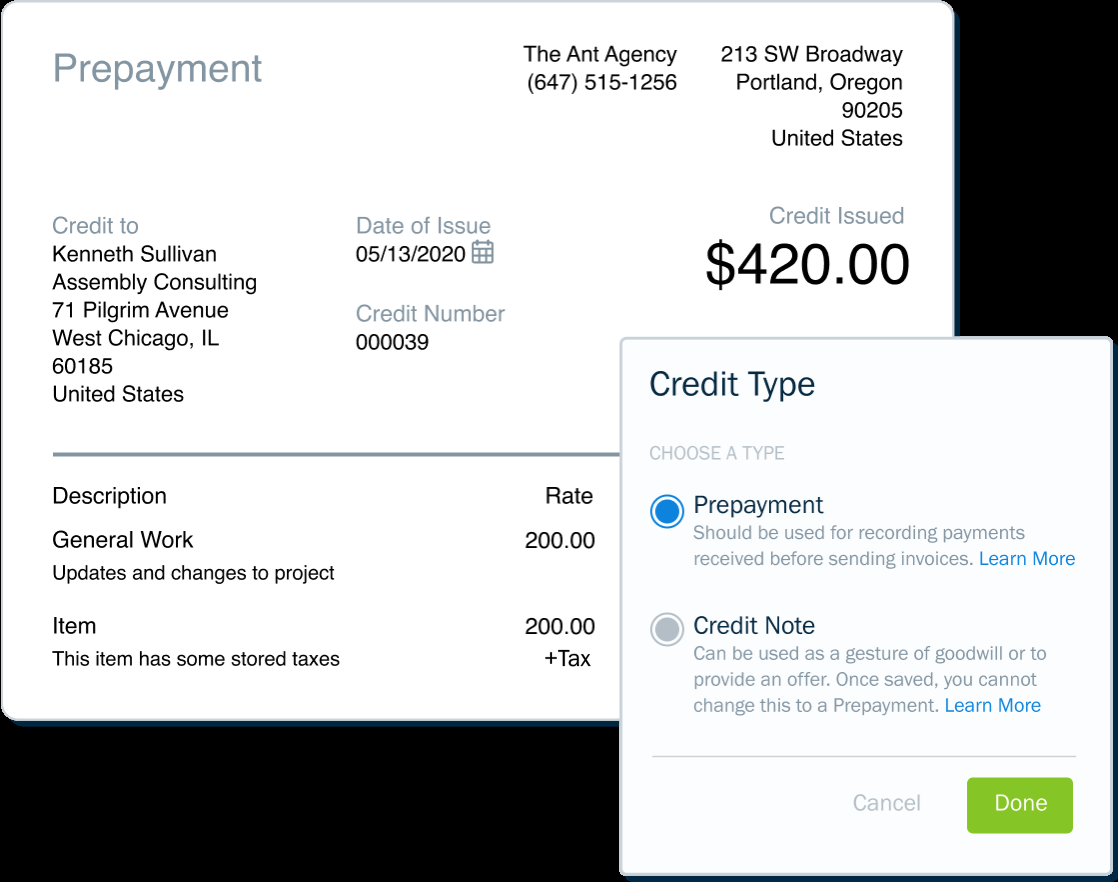 Prepayment
The Ant Agency
(647) 515-1256
213 SW Broadway
Portland, Oregon
90205
United States
Credit to
Kenneth Sullivan
Assembly Consulting
71 Pilgrim Avenue
West Chicago, IL
60185
United States
Date of Issue
05/13/2020
Credit Number
000039
Credit Issued
$420.00
Description Rate
General Work 200.00
Updates and changes to project
Item 200.00
This item has some stored taxes +Tax
Credit Type
CHOOSE A TYPE
Prepayment
Should be used for recording payments
received before sending invoices. Learn More
Credit Note
Can be used as a gesture of goodwill or to
provide an offer. Once saved, you cannot
change this to a Prepayment. Learn More
Cancel Done